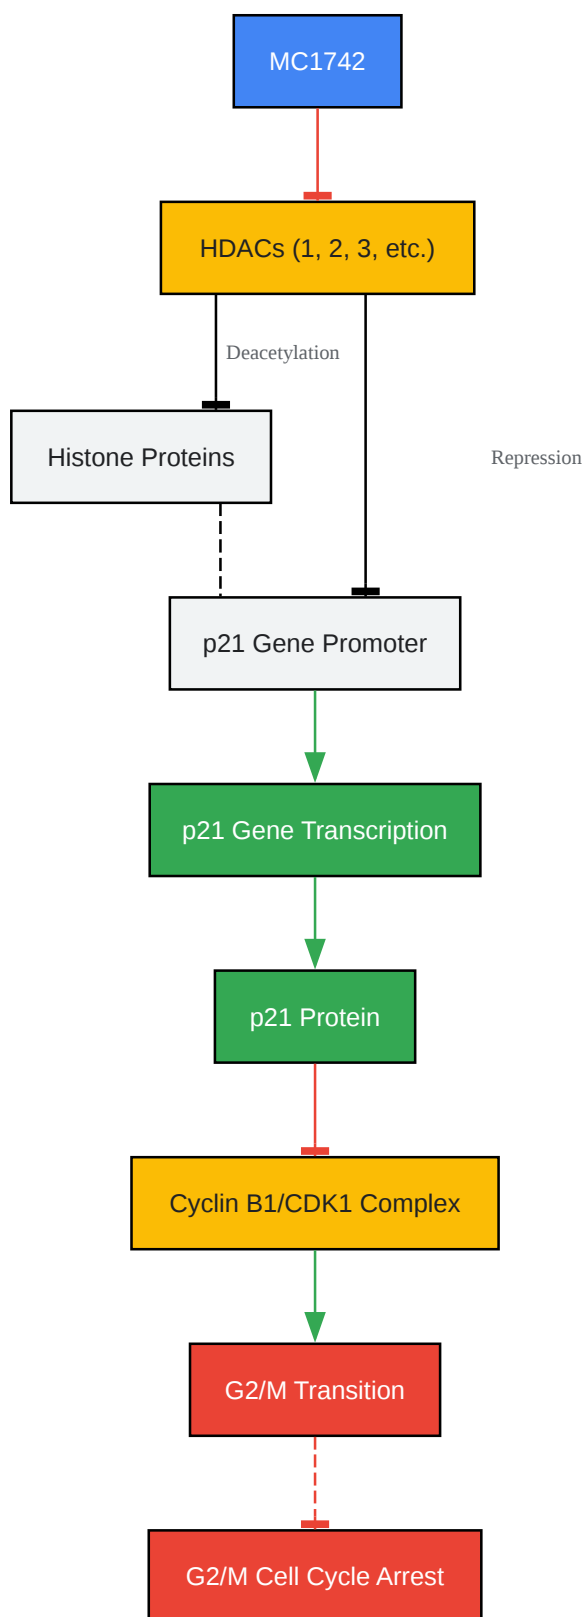 MC1742
HDACs (1, 2, 3, etc.)
Deacetylation
Histone Proteins
Repression
p21 Gene Promoter
p21 Gene Transcription
p21 Protein
Cyclin B1/CDK1 Complex
G2/M Transition
G2/M Cell Cycle Arrest